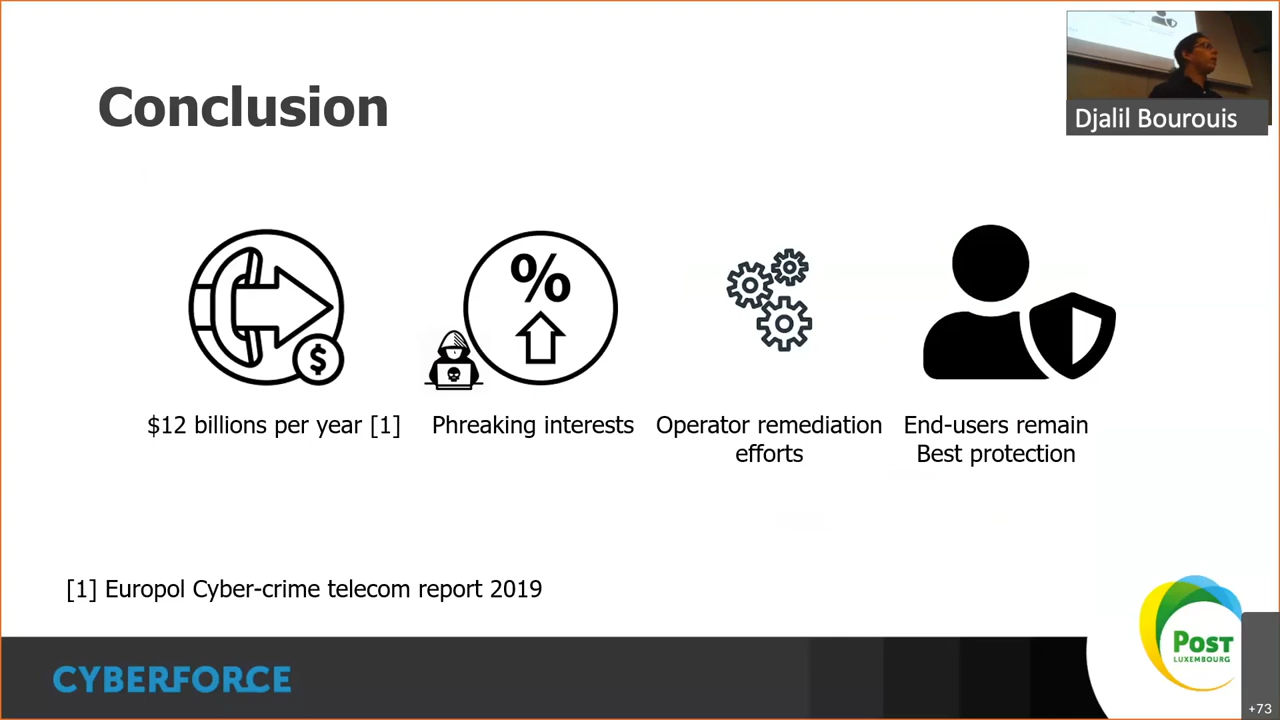 Conclusion
Djalil Bourouis
%
$
$12 billions per year [1]
Phreaking interests
Operator remediation
efforts
End-users remain
Best protection
[1] Europol Cyber-crime telecom report 2019
CYBERFORCE
POST
LUXEMBOURG
+73